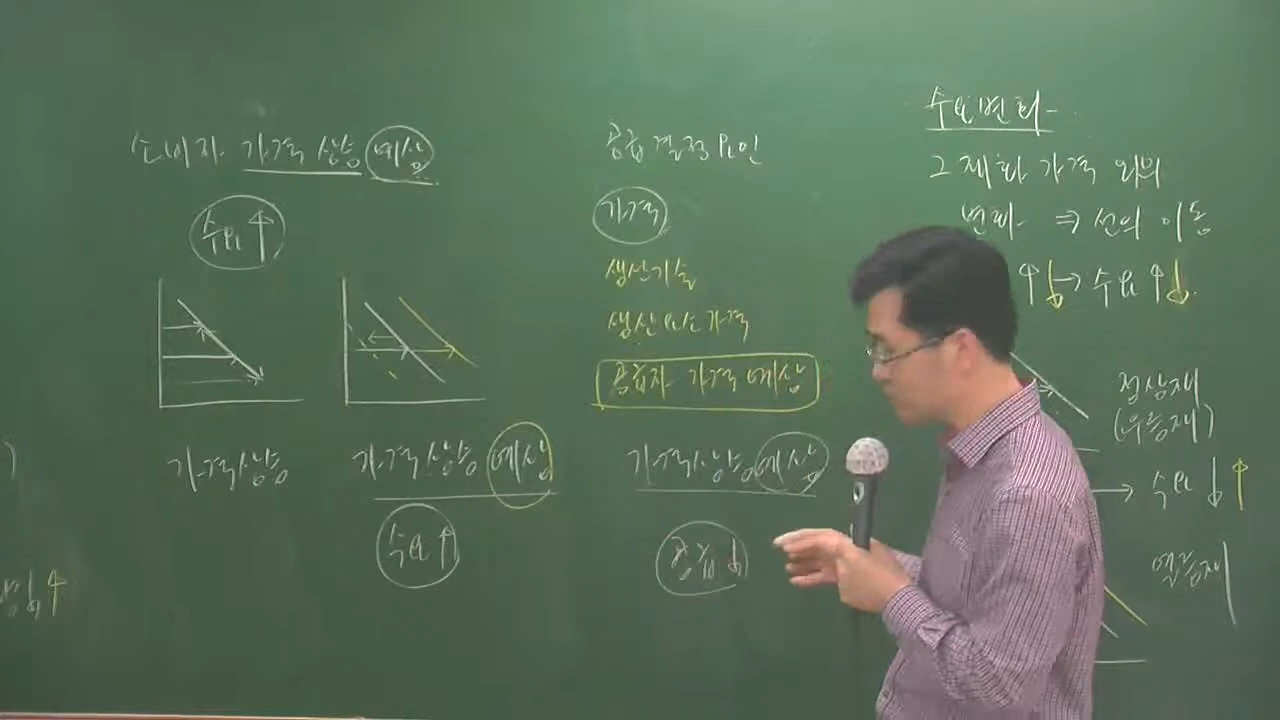 소비자 가격상승 예상
수요 ↑
가격상승
가격상승 예상
수요 ↑
공급결정요인
가격
생산기술
생산요소가격
공급자 가격예상
가격상승예상
공급↓
수요변화
그 재화 가격 외의
변화 ⇒ 선의 이동
↑↓→ 수요 ↑↓
정상재
(우등재)
→ 수요 ↓↑
열등재